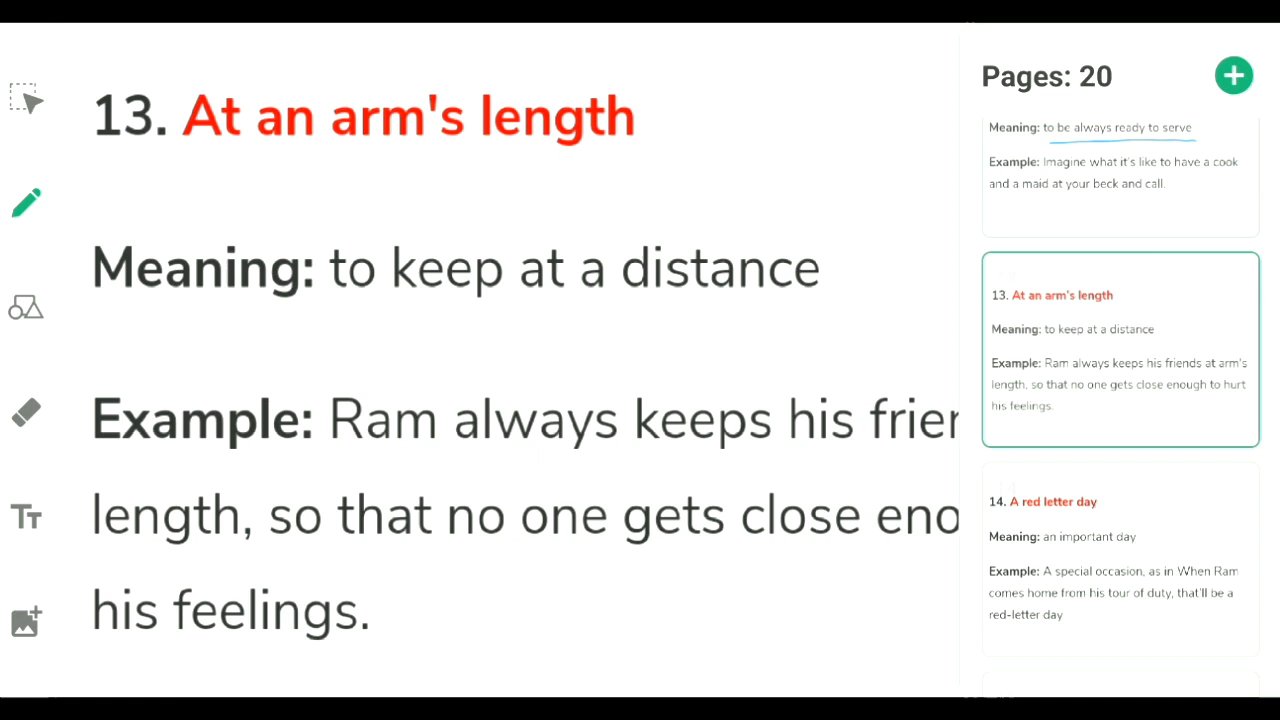 13. At an arm's length
Meaning: to keep at a distance
Example: Ram always keeps his frien
length, so that no one gets close eno
his feelings.
Pages: 20
Meaning: to be always ready to serve
Example: Imagine what it's like to have a cook
and a maid at your beck and call.
13. At an arm's length
Meaning: to keep at a distance
Example: Ram always keeps his friends at arm's
length, so that no one gets close enough to hurt
his feelings.
14. A red letter day
Meaning: an important day
Example: A special occasion, as in When Ram
comes home from his tour of duty, that'll be a
red-letter day